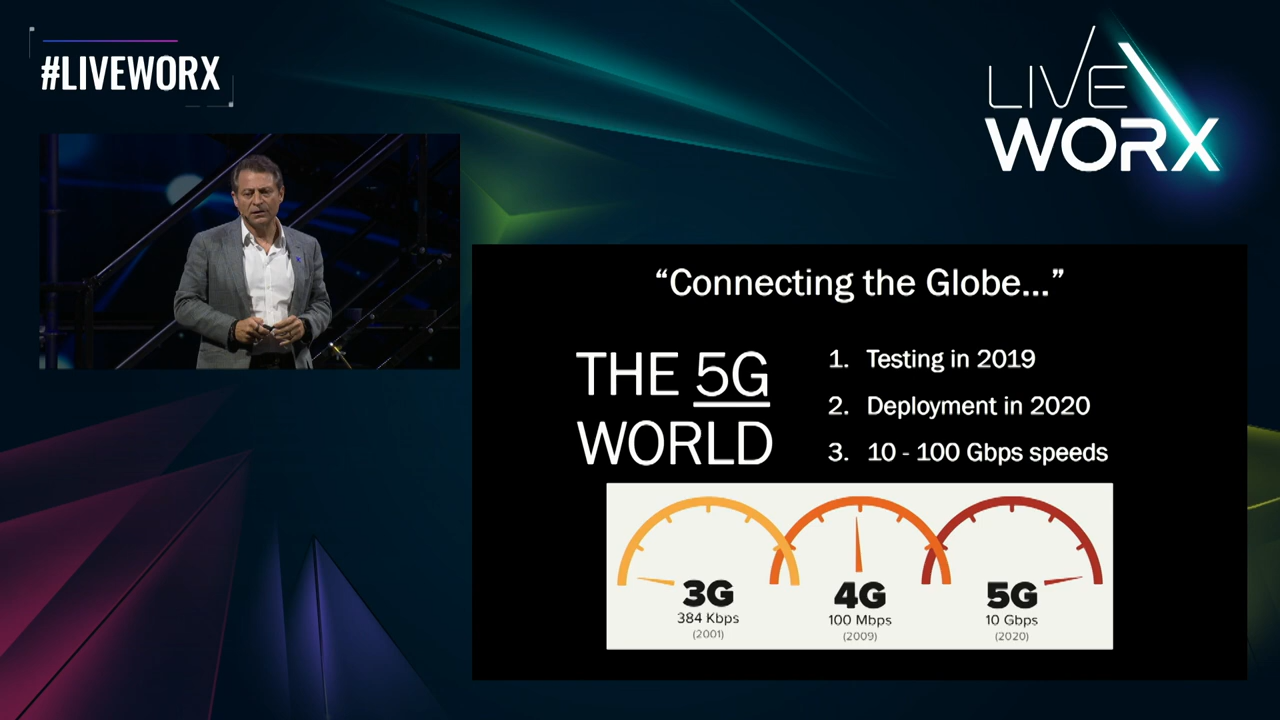 #LIVEWORX
LIVE
WORX
“Connecting the Globe...”
THE 5G
WORLD
1. Testing in 2019
2. Deployment in 2020
3. 10 - 100 Gbps speeds
3G
384 Kbps
(2001)
4G
100 Mbps
(2009)
5G
10 Gbps
(2020)